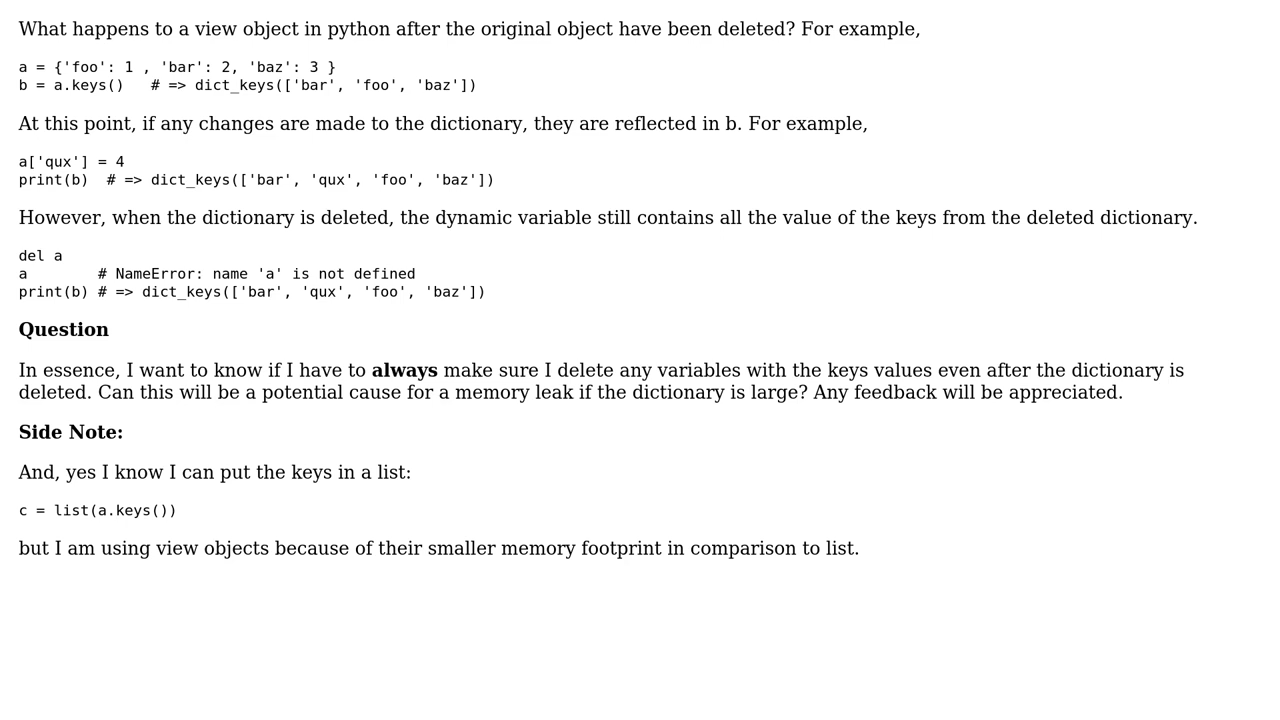 What happens to a view object in python after the original object have been deleted? For example,
a = {'foo': 1 , 'bar': 2, 'baz': 3 }
b = a.keys()   # => dict_keys(['bar', 'foo', 'baz'])
At this point, if any changes are made to the dictionary, they are reflected in b. For example,
a['qux'] = 4
print(b)  # => dict_keys(['bar', 'qux', 'foo', 'baz'])
However, when the dictionary is deleted, the dynamic variable still contains all the value of the keys from the deleted dictionary.
del a
a        # NameError: name 'a' is not defined
print(b) # => dict_keys(['bar', 'qux', 'foo', 'baz'])
Question
In essence, I want to know if I have to always make sure I delete any variables with the keys values even after the dictionary is
deleted. Can this will be a potential cause for a memory leak if the dictionary is large? Any feedback will be appreciated.
Side Note:
And, yes I know I can put the keys in a list:
c = list(a.keys())
but I am using view objects because of their smaller memory footprint in comparison to list.